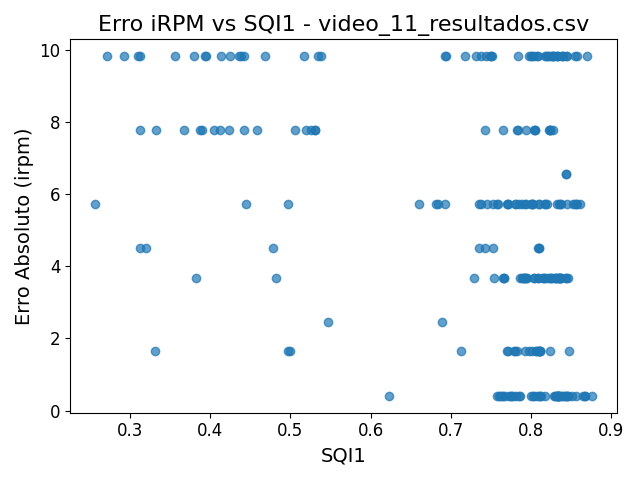 Erro iRPM vs SQI1 - video_11_resultados.csv
Erro Absoluto (irpm)
10
8
6
4
2
0
0.3 0.4 0.5 0.6 0.7 0.8 0.9
SQI1